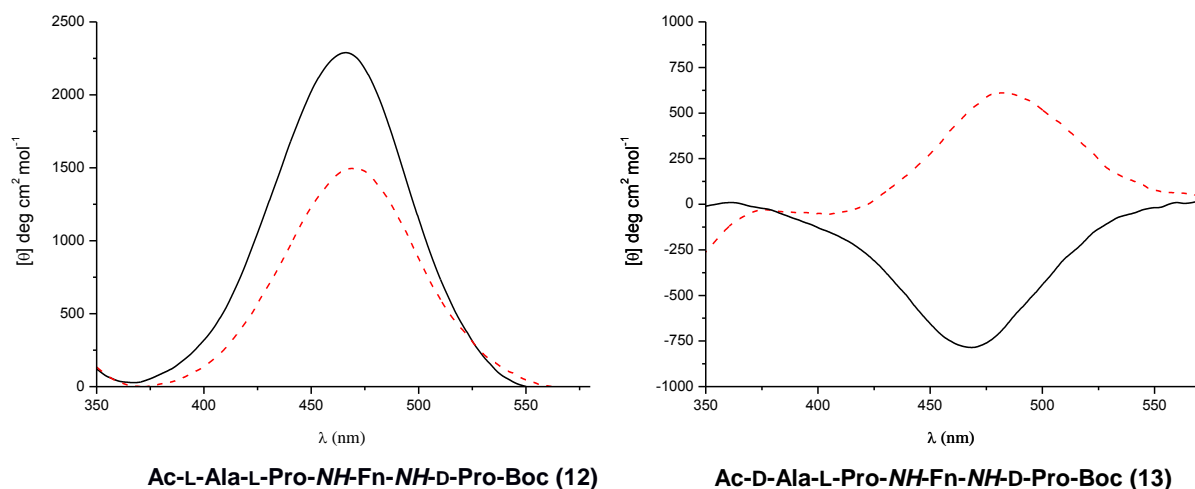 2500
2000
1500
1000
500
0
350 400 450 500 550
[θ] deg cm² mol⁻¹
λ (nm)
Ac-L-Ala-L-Pro-NH-Fn-NH-D-Pro-Boc (12)
1000
750
500
250
0
-250
-500
-750
-1000
350 400 450 500 550
[θ] deg cm² mol⁻¹
λ (nm)
Ac-D-Ala-L-Pro-NH-Fn-NH-D-Pro-Boc (13)